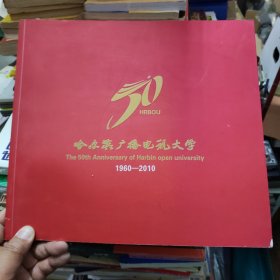 50
HRBOU
哈尔滨广播电视大学
The 50th Anniversary of Harbin open university
1960—2010